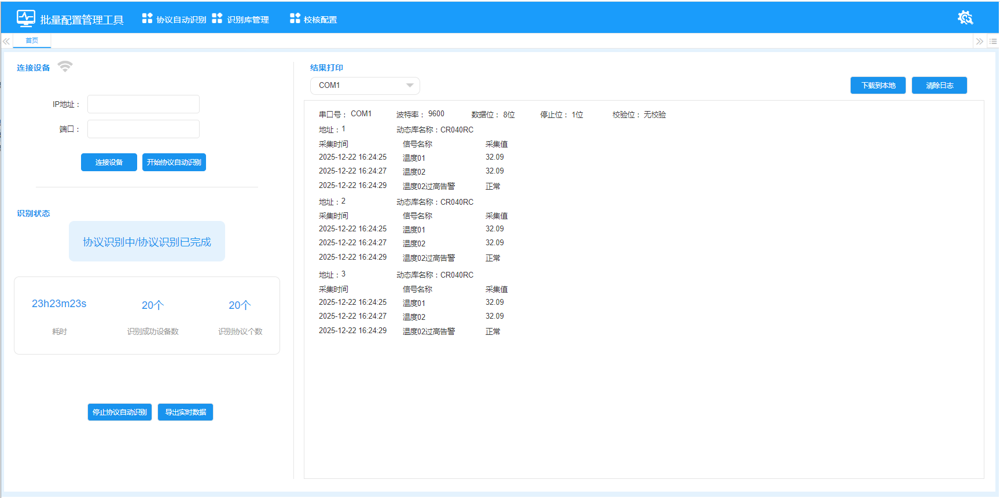 批量配置管理工具 协议自动识别 识别库管理 校核配置
首页
连接设备
IP地址：
端口：
连接设备 开始协议自动识别
识别状态
协议识别中/协议识别已完成
23h23m23s 20个 20个
耗时 识别成功设备数 识别协议个数
停止协议自动识别 导出实时数据
结果打印
COM1
下载到本地 清除日志
串口号： COM1 波特率： 9600 数据位： 8位 停止位： 1位 校验位： 无校验
地址：1 动态库名称：CR040RC
采集时间 信号名称 采集值
2025-12-22 16:24:25 温度01 32.09
2025-12-22 16:24:27 温度02 32.09
2025-12-22 16:24:29 温度02过高告警 正常
地址：2 动态库名称：CR040RC
采集时间 信号名称 采集值
2025-12-22 16:24:25 温度01 32.09
2025-12-22 16:24:27 温度02 32.09
2025-12-22 16:24:29 温度02过高告警 正常
地址：3 动态库名称：CR040RC
采集时间 信号名称 采集值
2025-12-22 16:24:25 温度01 32.09
2025-12-22 16:24:27 温度02 32.09
2025-12-22 16:24:29 温度02过高告警 正常